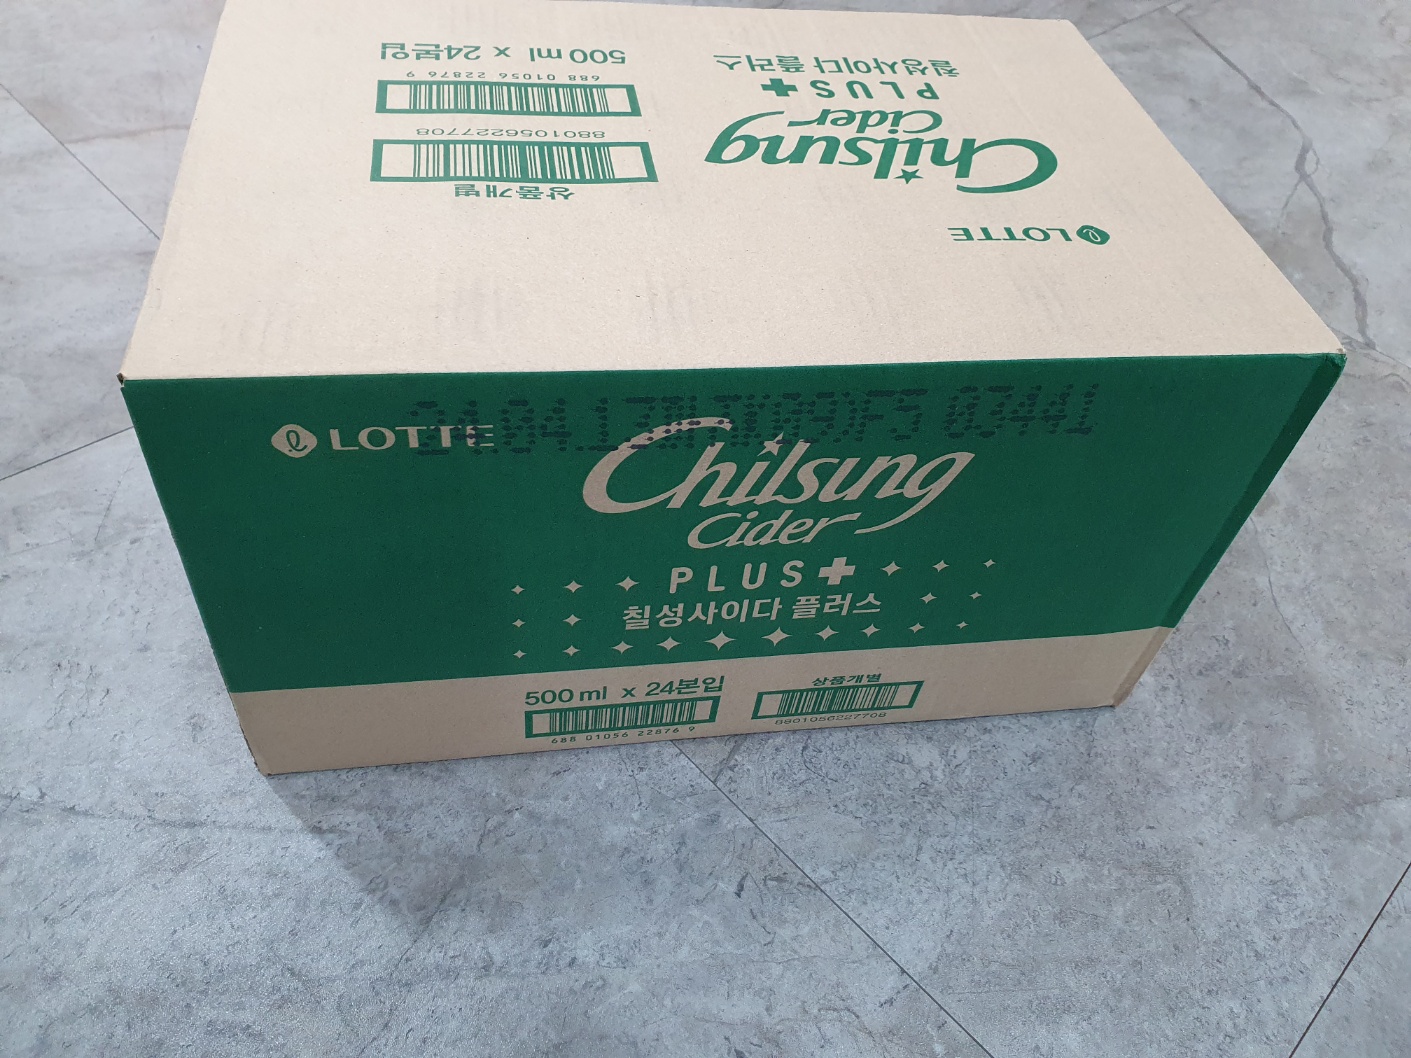 500 ml x 24본입
688 01056 22876 9
8801056227708
상품개별
칠성사이다 플러스
PLUS+
Chilsung
Cider
LOTTE
LOTTE
Chilsung
Cider
PLUS+
칠성사이다 플러스
500 ml x 24본입
688 01056 22876 9
상품개별
8801056227708